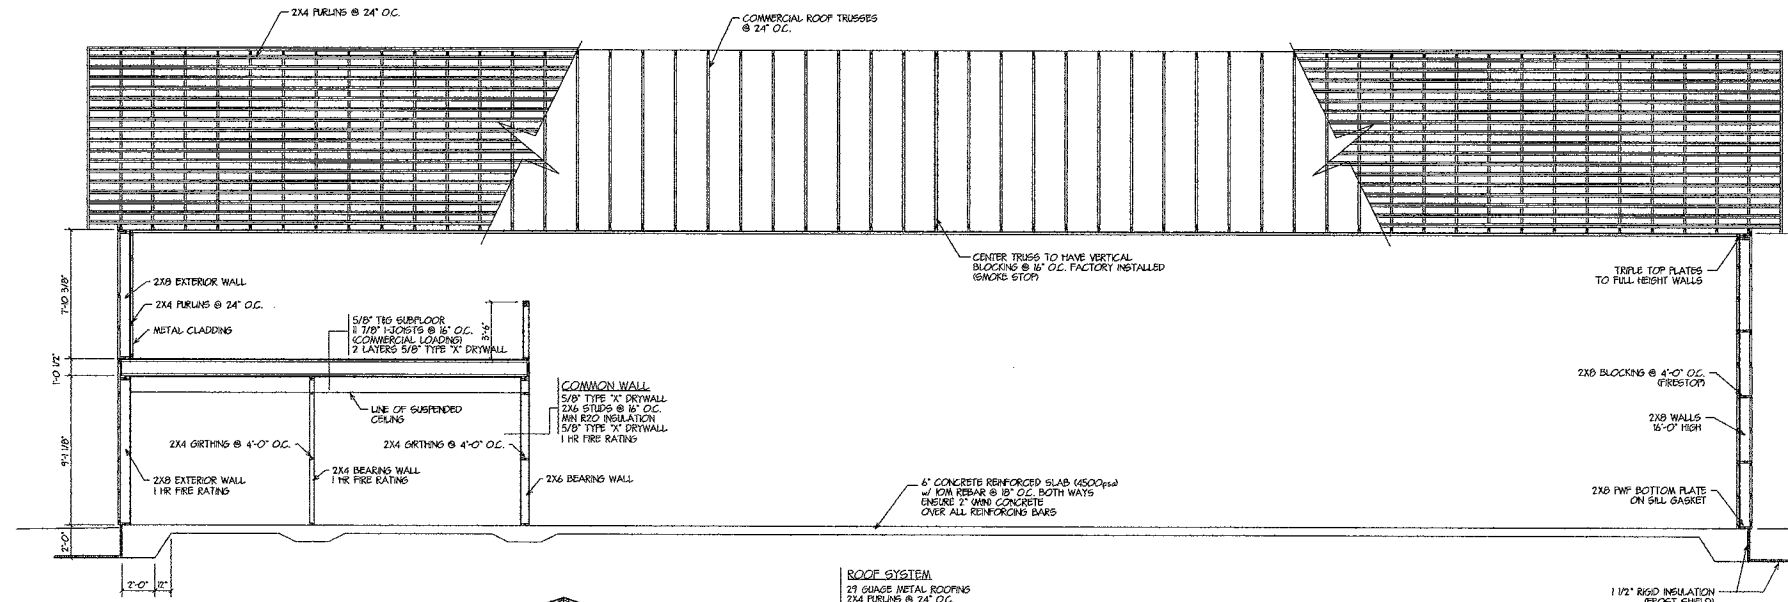 2X4 PURLINS @ 24" O.C.
COMMERCIAL ROOF TRUSSES
@ 24" O.C.
CENTER TRUSS TO HAVE VERTICAL
BLOCKING @ 16" O.C. FACTORY INSTALLED
(SMOKE STOP)
TRIPLE TOP PLATES
TO FULL HEIGHT WALLS
7'-10 3/8"
2X8 EXTERIOR WALL
2X4 PURLINS @ 24" O.C.
METAL CLADDING
5/8" T&G SUBFLOOR
11 7/8" I-JOISTS @ 16" O.C.
(COMMERCIAL LOADING)
2 LAYERS 5/8" TYPE "X" DRYWALL
3'-6"
1'-0 1/2"
COMMON WALL
5/8" TYPE "X" DRYWALL
2X6 STUDS @ 16" O.C.
MIN R20 INSULATION
5/8" TYPE "X" DRYWALL
1 HR FIRE RATING
LINE OF SUSPENDED
CEILING
2X8 BLOCKING @ 4'-0" O.C.
(FIRESTOP)
2X8 WALLS
16'-0" HIGH
9'-1 1/8"
2X4 GIRTHING @ 4'-0" O.C.
2X4 GIRTHING @ 4'-0" O.C.
2X8 EXTERIOR WALL
1 HR FIRE RATING
2X4 BEARING WALL
1 HR FIRE RATING
2X6 BEARING WALL
6" CONCRETE REINFORCED SLAB (4500psi)
w/ 10M REBAR @ 18" O.C. BOTH WAYS
ENSURE 2" (MIN) CONCRETE
OVER ALL REINFORCING BARS
2X8 PWF BOTTOM PLATE
ON SILL GASKET
2'-0"
2'-0"
12"
ROOF SYSTEM
29 GUAGE METAL ROOFING
2X4 PURLINS @ 24" O.C.
1 1/2" RIGID INSULATION
(FROST SHIELD)